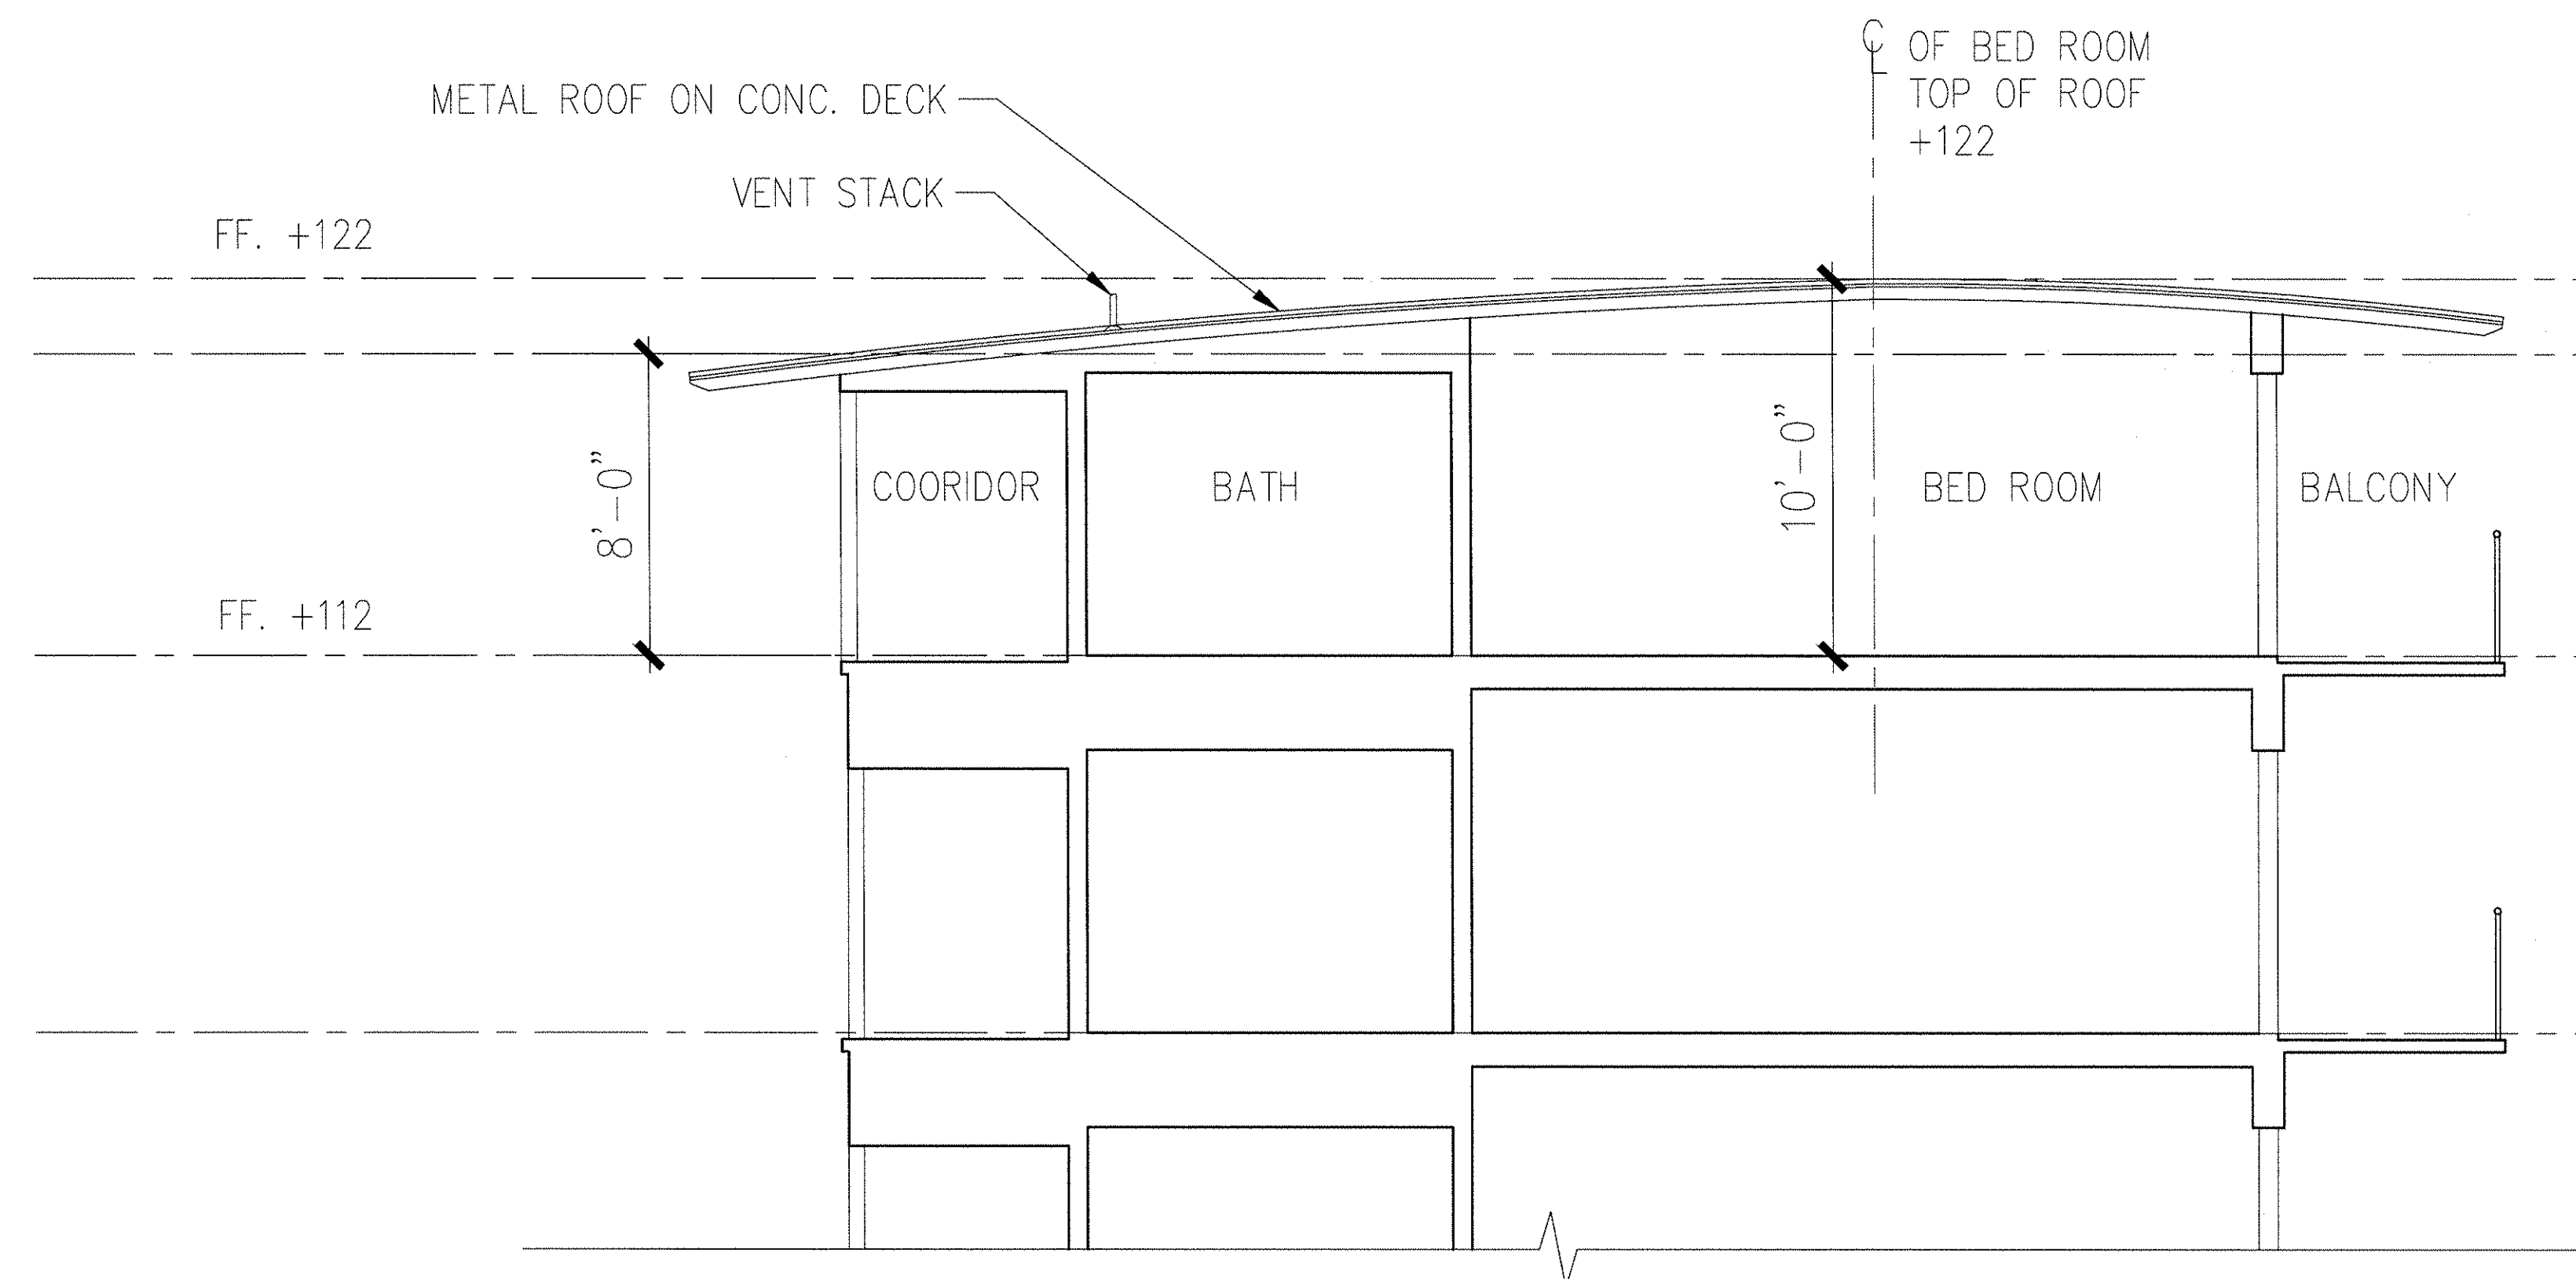 ℄ OF BED ROOM
TOP OF ROOF
+122
METAL ROOF ON CONC. DECK
VENT STACK
FF. +122
8'-0"
10'-0"
COORIDOR
BATH
BED ROOM
BALCONY
FF. +112